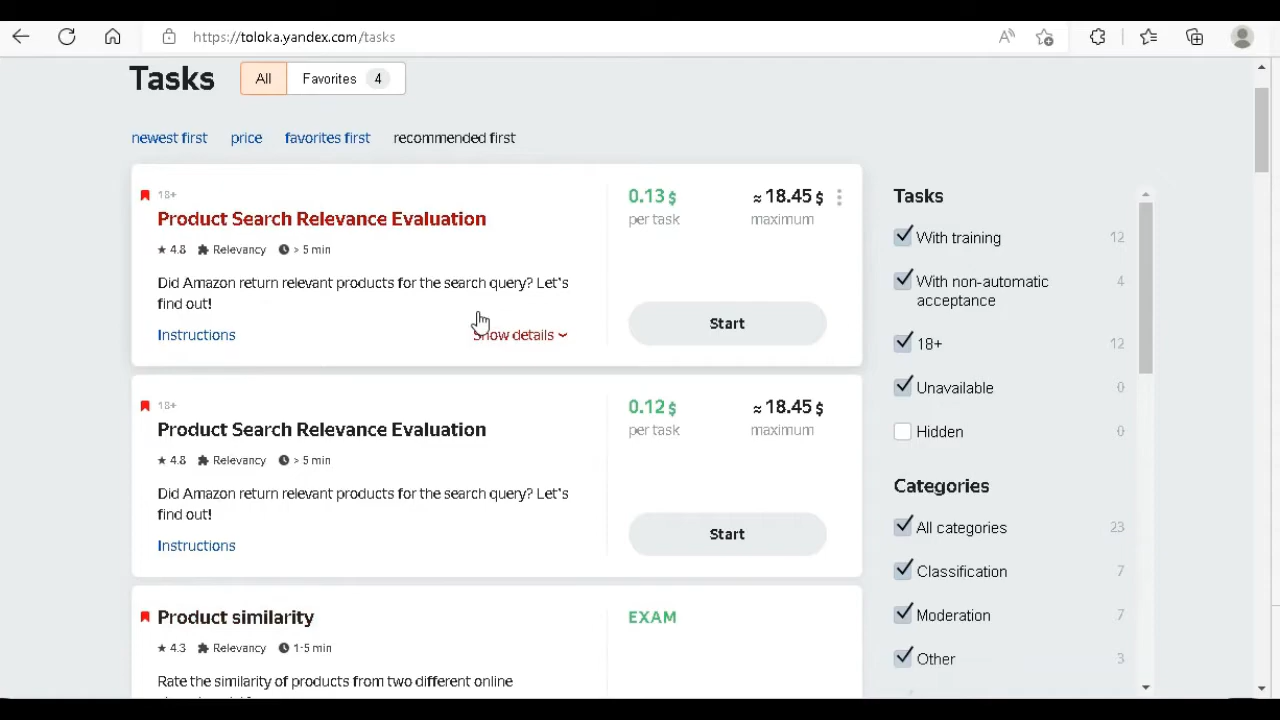 https://toloka.yandex.com/tasks
Tasks
All
Favorites 4
newest first price favorites first recommended first
18+
Product Search Relevance Evaluation
4.8 Relevancy > 5 min
Did Amazon return relevant products for the search query? Let's
find out!
Instructions
Show details
0.13 $
per task
≈ 18.45 $
maximum
Start
18+
Product Search Relevance Evaluation
4.8 Relevancy > 5 min
Did Amazon return relevant products for the search query? Let's
find out!
Instructions
0.12 $
per task
≈ 18.45 $
maximum
Start
Product similarity
4.3 Relevancy 1-5 min
Rate the similarity of products from two different online
EXAM
Tasks
With training 12
With non-automatic 4
acceptance
18+ 12
Unavailable 0
Hidden 0
Categories
All categories 23
Classification 7
Moderation 7
Other 3